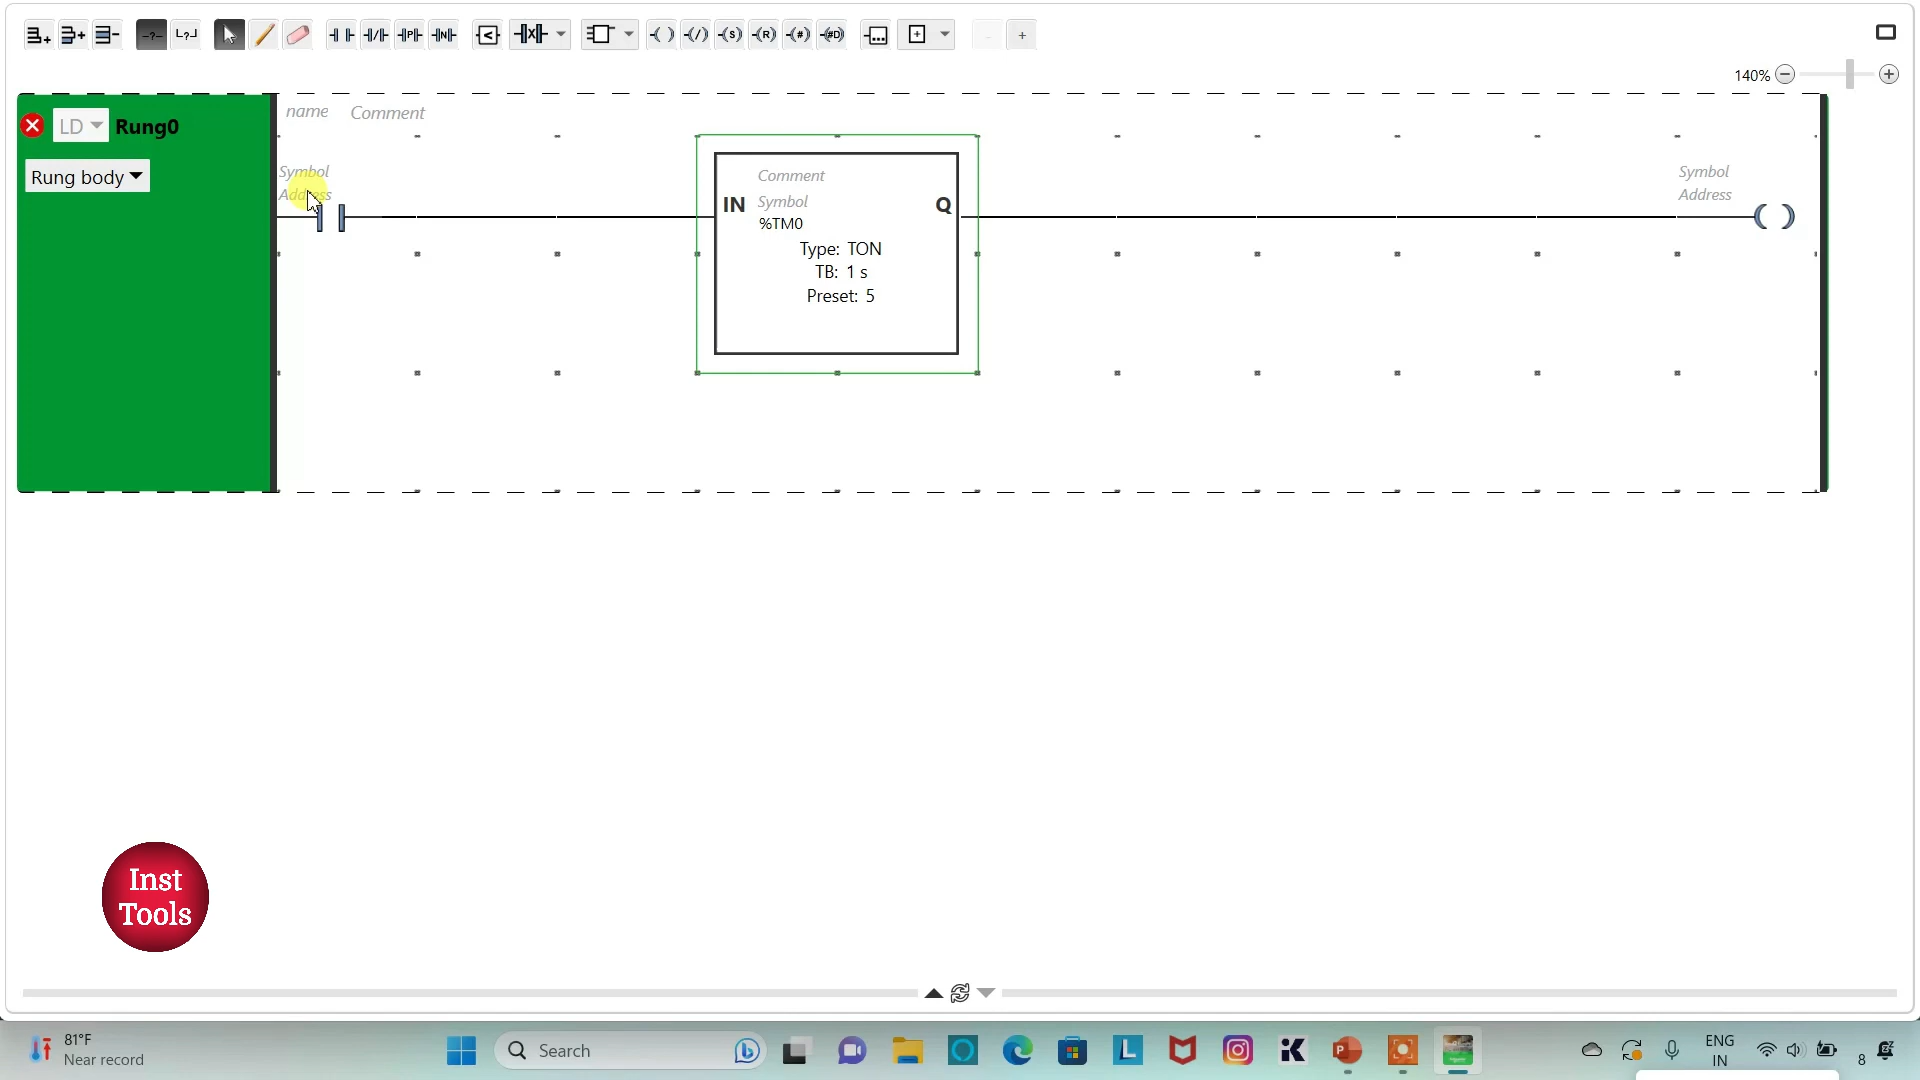 140%
LD Rung0
name Comment
Rung body
Symbol
Address
Comment
IN Symbol Q
%TM0
Type: TON
TB: 1 s
Preset: 5
Symbol
Address
Inst
Tools
81°F
Near record
Search
ENG
IN
8